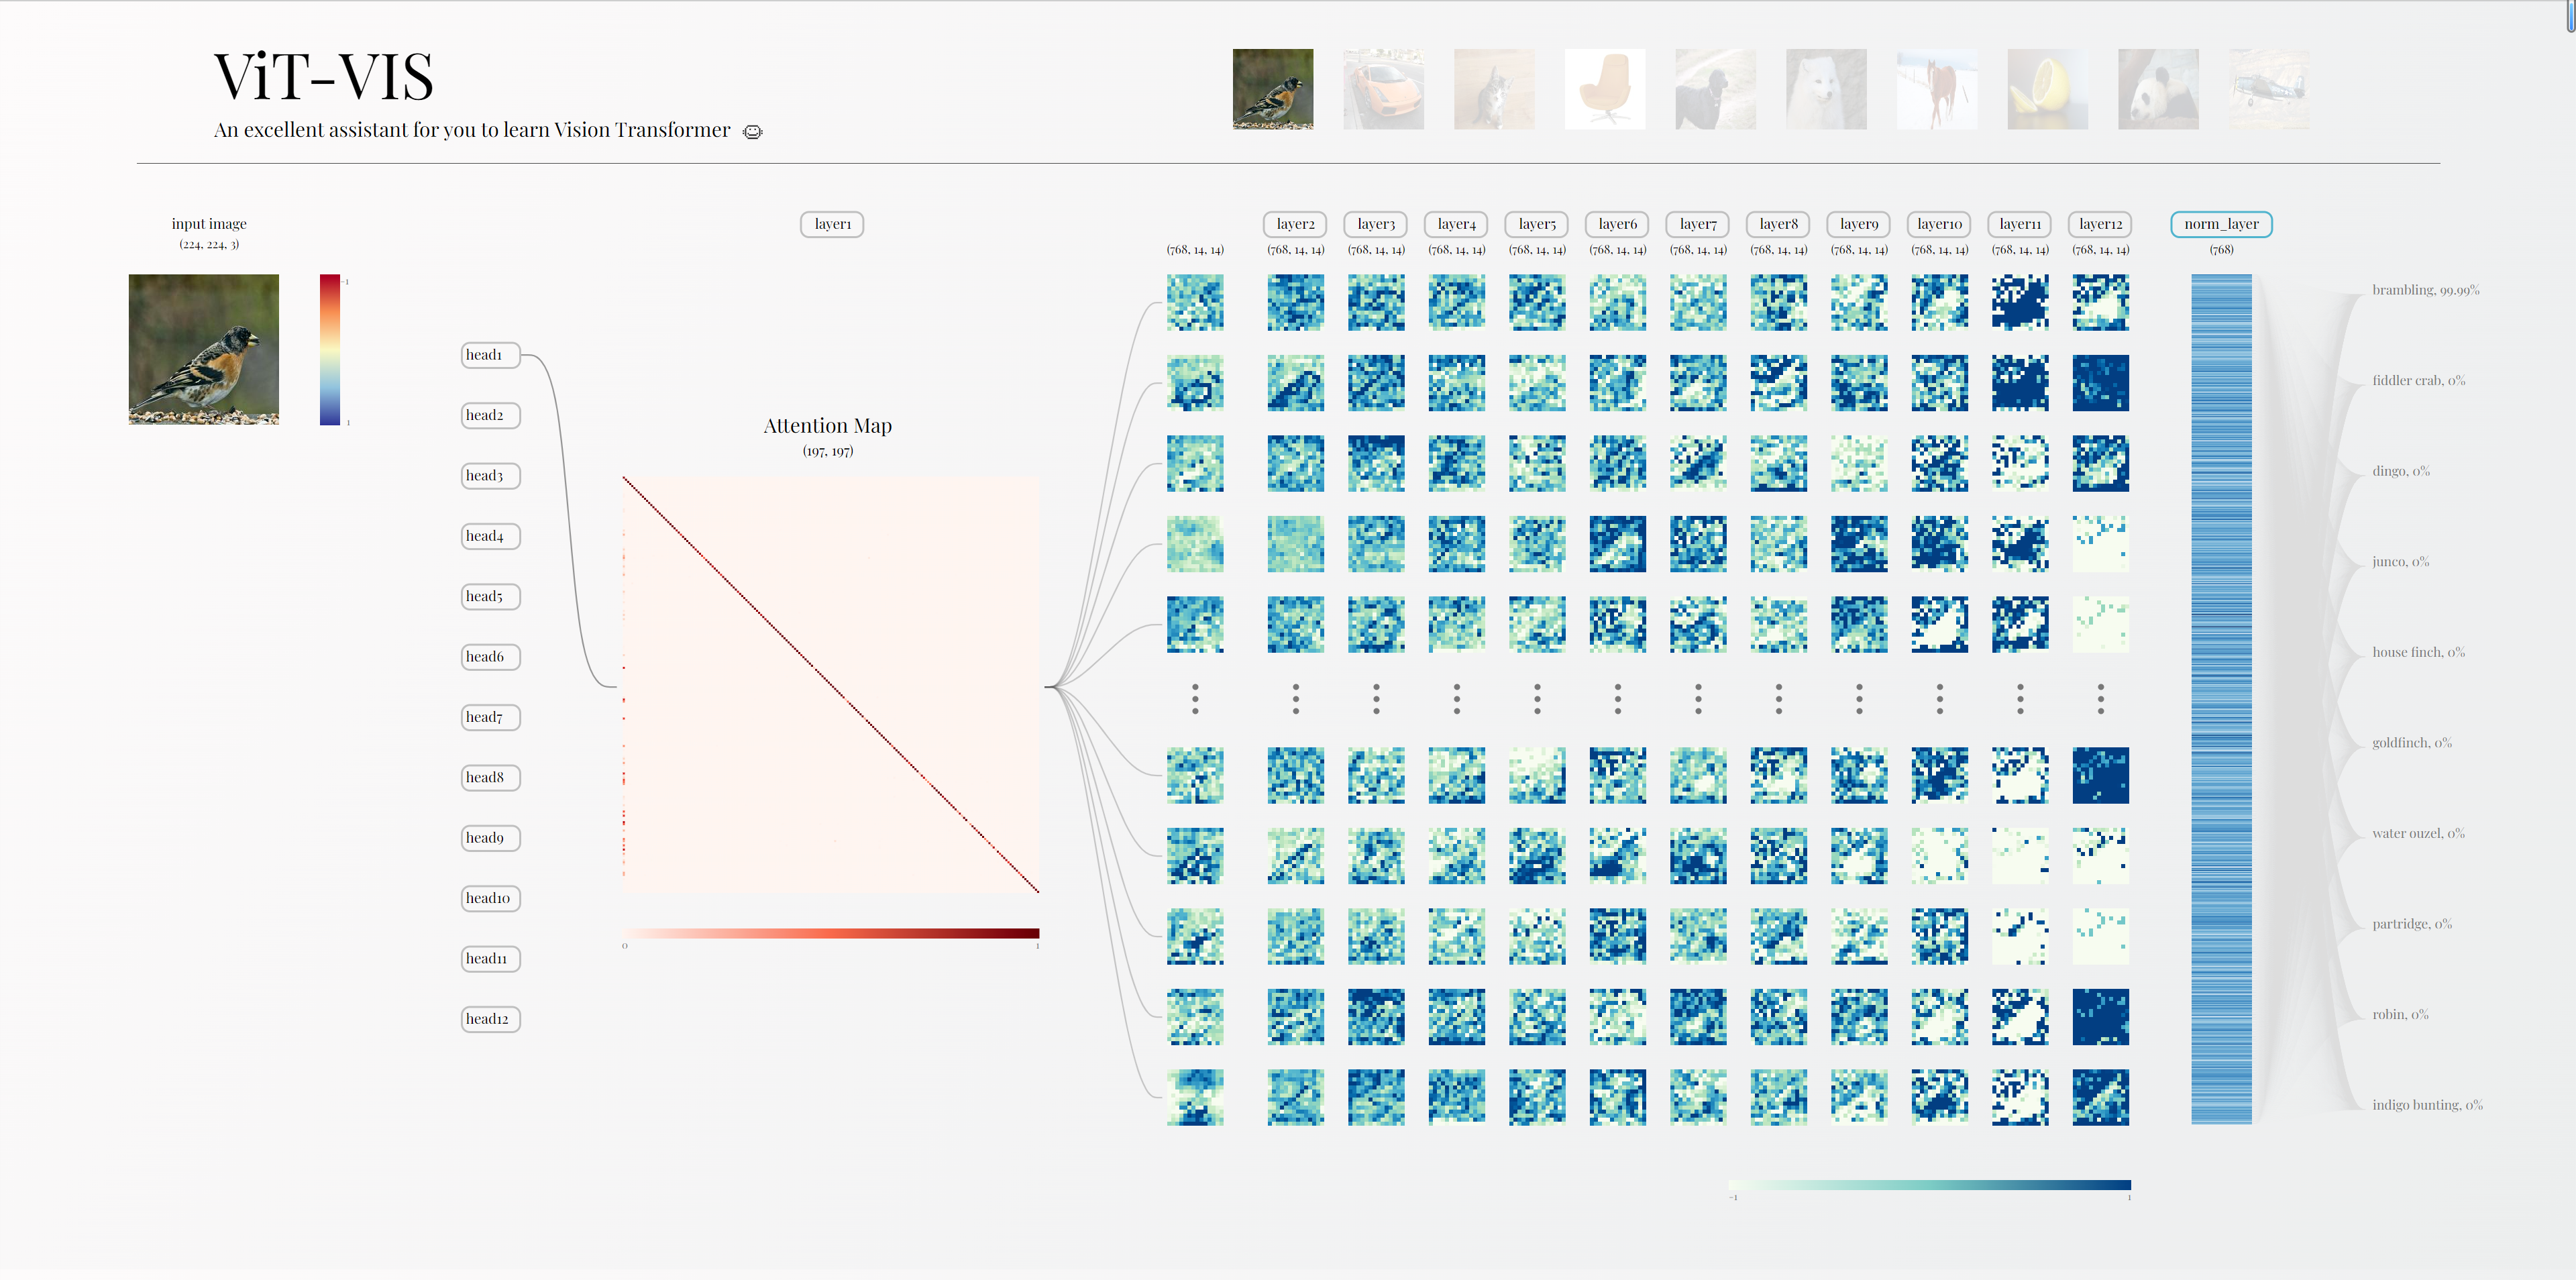 ViT-VIS
An excellent assistant for you to learn Vision Transformer
input image
(224, 224, 3)
-1
1
head1
head2
head3
head4
head5
head6
head7
head8
head9
head10
head11
head12
layer1
Attention Map
(197, 197)
0
1
layer2 layer3 layer4 layer5 layer6 layer7 layer8 layer9 layer10 layer11 layer12 norm_layer
(768, 14, 14) (768, 14, 14) (768, 14, 14) (768, 14, 14) (768, 14, 14) (768, 14, 14) (768, 14, 14) (768, 14, 14) (768, 14, 14) (768, 14, 14) (768, 14, 14) (768, 14, 14) (768)
brambling, 99.99%
fiddler crab, 0%
dingo, 0%
junco, 0%
house finch, 0%
goldfinch, 0%
water ouzel, 0%
partridge, 0%
robin, 0%
indigo bunting, 0%
-1
1